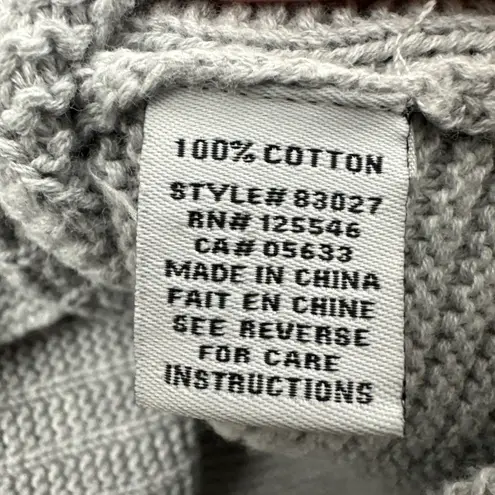 100% COTTON
STYLE# 83027
RN# 125546
CA# 05633
MADE IN CHINA
FAIT EN CHINE
SEE REVERSE
FOR CARE
INSTRUCTIONS